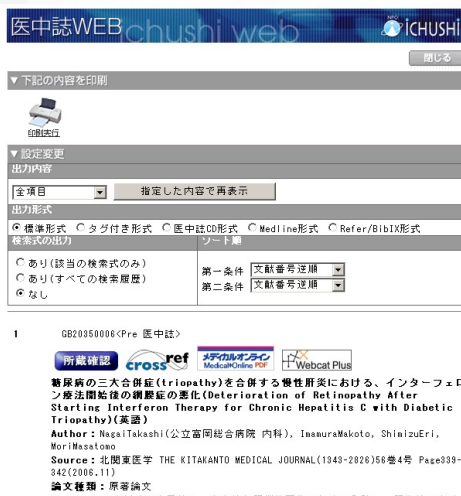 医中誌WEB ichushi web NPO iCHUSHI
閉じる
▼ 下記の内容を印刷
印刷実行
▼ 設定変更
出力内容
全項目 指定した内容で再表示
出力形式
標準形式 タグ付き形式 医中誌CD形式 Medline形式 Refer/BibIX形式
検索式の出力 ソート順
あり(該当の検索式のみ)
あり(すべての検索履歴)
なし
第一条件 文献番号逆順
第二条件 文献番号逆順
1 GB20350006<Pre 医中誌>
所蔵確認 crossref メディカルオンライン Medical*Online PDF Webcat Plus
糖尿病の三大合併症(triopathy)を合併する慢性肝炎における、インターフェロ
ン療法開始後の網膜症の悪化(Deterioration of Retinopathy After
Starting Interferon Therapy for Chronic Hepatitis C with Diabetic
Triopathy)(英語)
Author：NagaiTakashi(公立富岡総合病院 内科), ImamuraMakoto, ShimizuEri,
MoriMasatomo
Source：北関東医学 THE KITAKANTO MEDICAL JOURNAL(1343-2826)56巻4号 Page339-
342(2006.11)
論文種類：原著論文